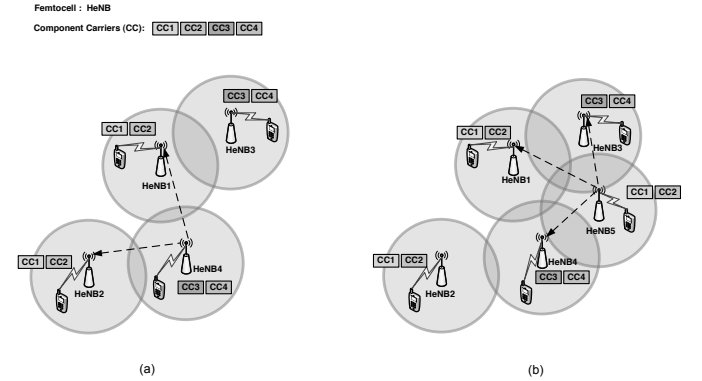 Femtocell : HeNB
Component Carriers (CC): CC1 CC2 CC3 CC4
CC3 CC4
CC1 CC2
HeNB3
HeNB1
CC1 CC2
HeNB4
HeNB2
CC3 CC4
(a)
CC3 CC4
CC1 CC2
HeNB3
HeNB1
CC1 CC2
HeNB5
CC1 CC2
HeNB4
CC3 CC4
HeNB2
(b)